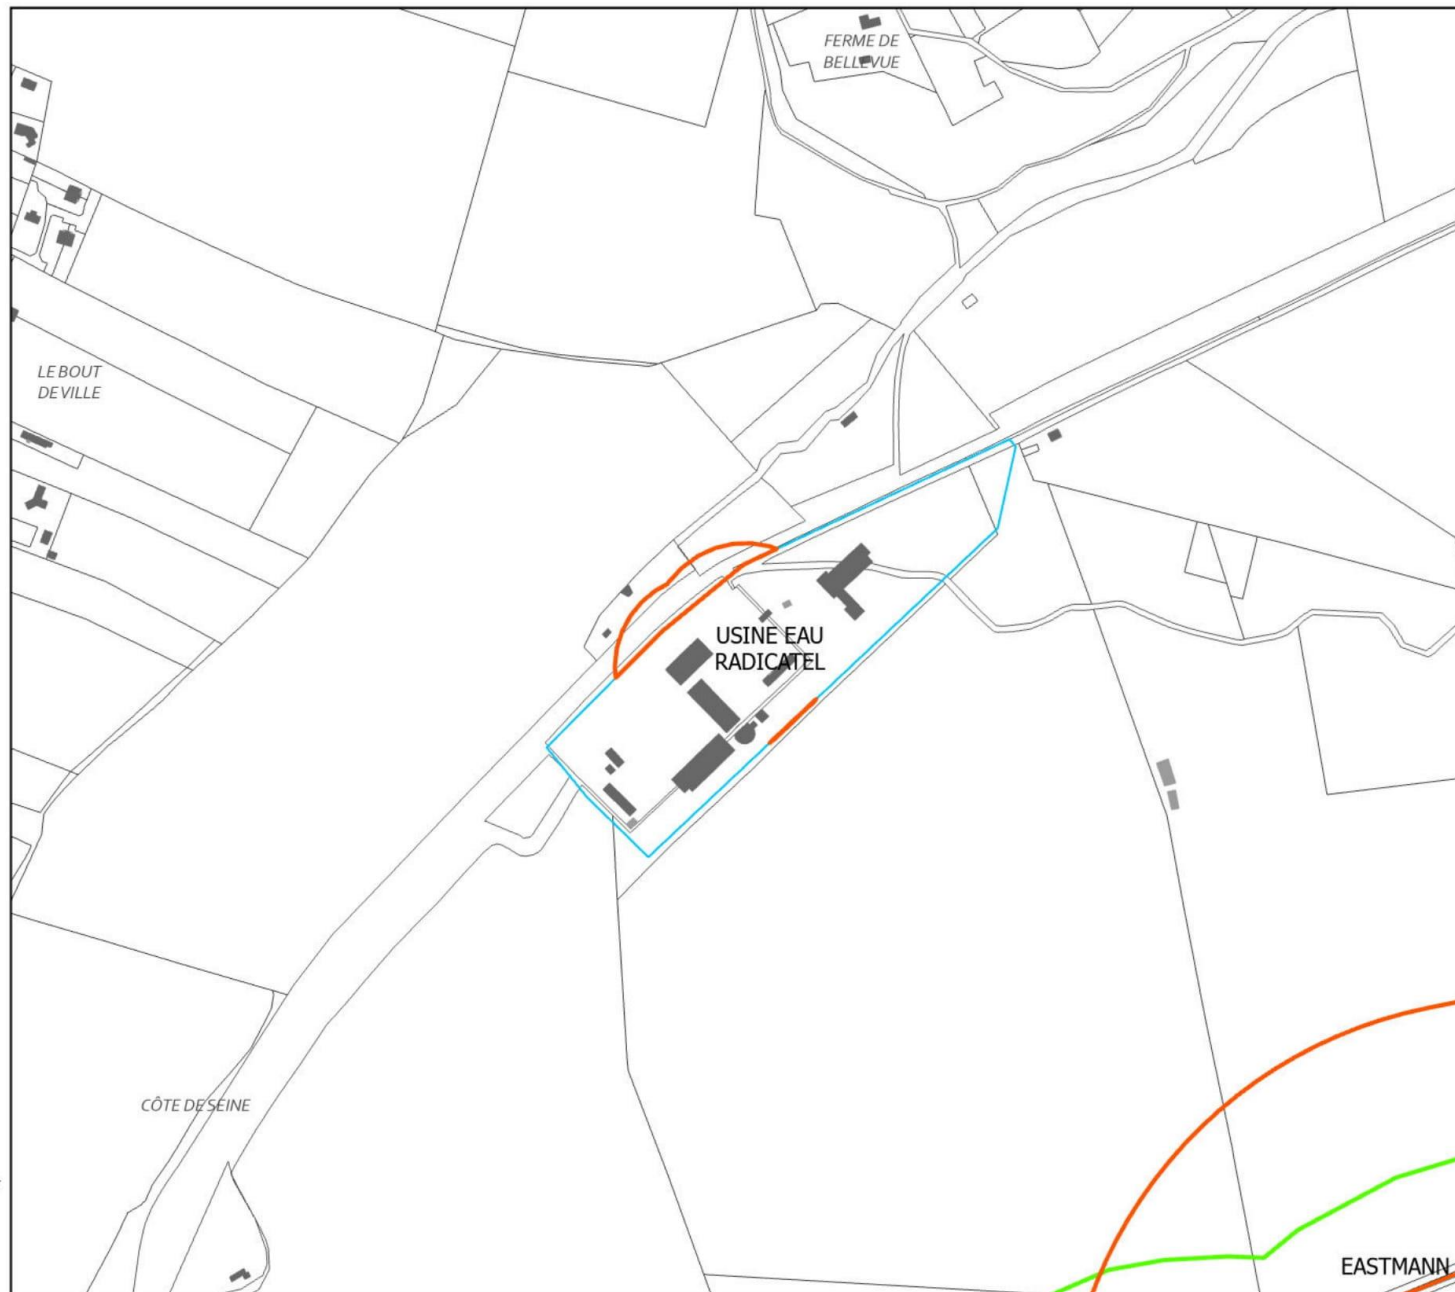 FERME DE
BELLEVUE
LE BOUT
DE VILLE
USINE EAU
RADICATEL
CÔTE DE SEINE
EASTMANN